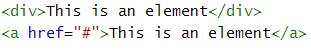 <div>This is an element</div>
<a href="#">This is an element</a>